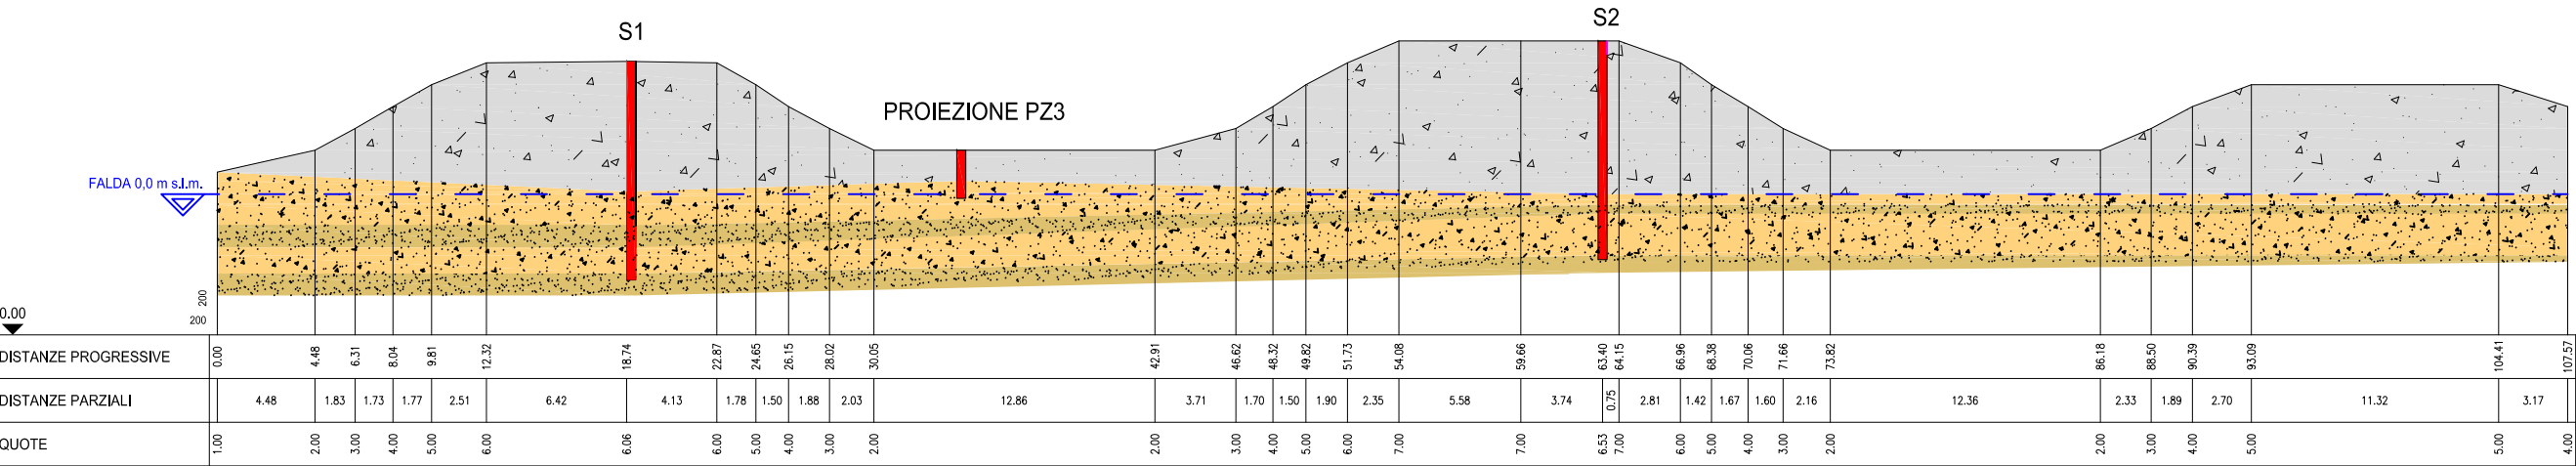 S1
S2
PROIEZIONE PZ3
FALDA 0,0 m s.l.m.
200
200
0.00
DISTANZE PROGRESSIVE 0.00 4.48 6.31 8.04 9.81 12.32 18.74 22.87 24.65 26.15 28.02 30.05 42.91 46.62 48.32 49.82 51.73 54.08 59.66 63.40 64.15 66.96 68.38 70.06 71.66 73.82 86.18 88.50 90.39 93.09 104.41 107.57
DISTANZE PARZIALI 4.48 1.83 1.73 1.77 2.51 6.42 4.13 1.78 1.50 1.88 2.03 12.86 3.71 1.70 1.50 1.90 2.35 5.58 3.74 0.75 2.81 1.42 1.67 1.60 2.16 12.36 2.33 1.89 2.70 11.32 3.17
QUOTE 1.00 2.00 3.00 4.00 5.00 6.00 6.06 6.00 5.00 4.00 3.00 2.00 2.00 3.00 4.00 5.00 6.00 7.00 7.00 6.53 7.00 6.00 5.00 4.00 3.00 2.00 2.00 3.00 4.00 5.00 5.00 4.00